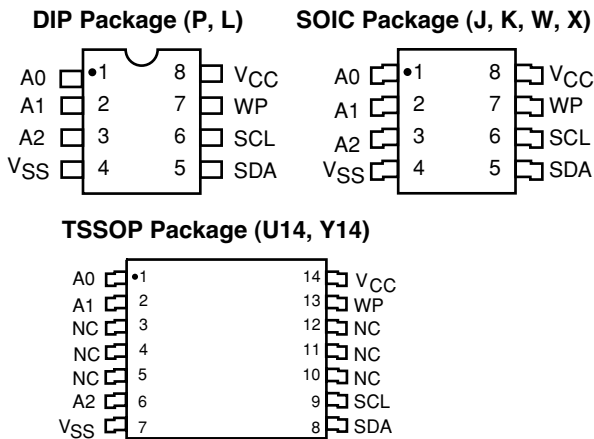 DIP Package (P, L)
A0 1 8 VCC
A1 2 7 WP
A2 3 6 SCL
VSS 4 5 SDA
SOIC Package (J, K, W, X)
A0 1 8 VCC
A1 2 7 WP
A2 3 6 SCL
VSS 4 5 SDA
TSSOP Package (U14, Y14)
A0 1 14 VCC
A1 2 13 WP
NC 3 12 NC
NC 4 11 NC
NC 5 10 NC
A2 6 9 SCL
VSS 7 8 SDA